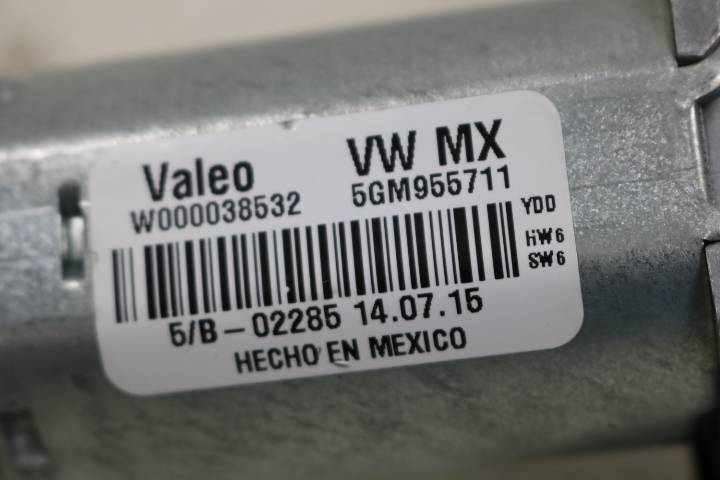 Valeo VW MX
W000038532 5GM955711
YDD
HW6
SW6
5/B-02285 14.07.15
HECHO EN MEXICO